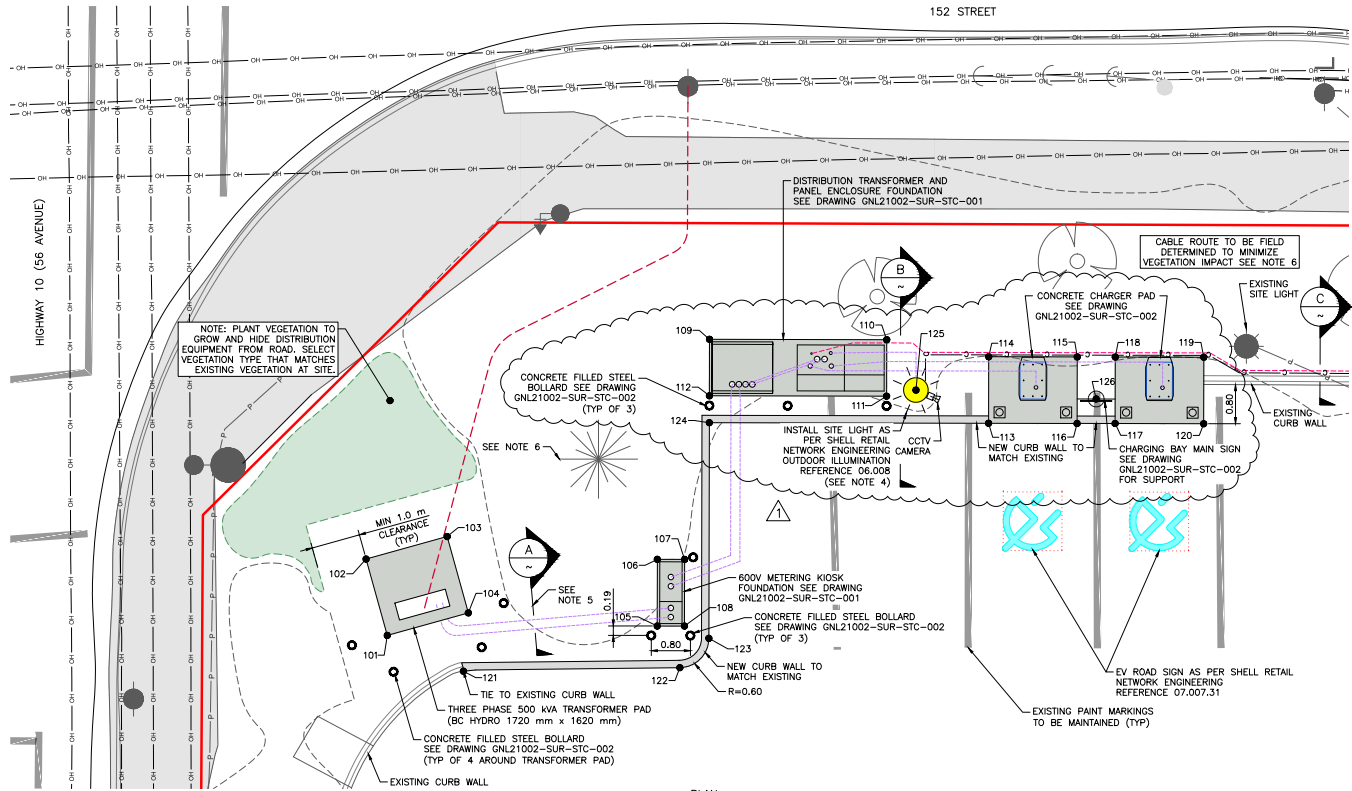 152 STREET
HIGHWAY 10 (56 AVENUE)
DISTRIBUTION TRANSFORMER AND
PANEL ENCLOSURE FOUNDATION
SEE DRAWING GNL21002-SUR-STC-001
CABLE ROUTE TO BE FIELD
DETERMINED TO MINIMIZE
VEGETATION IMPACT SEE NOTE 6
B
~
C
~
EXISTING
SITE LIGHT
CONCRETE CHARGER PAD
SEE DRAWING
GNL21002-SUR-STC-002
NOTE: PLANT VEGETATION TO
GROW AND HIDE DISTRIBUTION
EQUIPMENT FROM ROAD. SELECT
VEGETATION TYPE THAT MATCHES
EXISTING VEGETATION AT SITE.
109
110
125
114
115
118
119
CONCRETE FILLED STEEL
BOLLARD SEE DRAWING
GNL21002-SUR-STC-002
(TYP OF 3)
112
111
126
0.80
EXISTING
CURB WALL
124
113
116
117
120
INSTALL SITE LIGHT AS
PER SHELL RETAIL
NETWORK ENGINEERING
OUTDOOR ILLUMINATION
REFERENCE 06.008
(SEE NOTE 4)
CCTV
CAMERA
NEW CURB WALL TO
MATCH EXISTING
CHARGING BAY MAIN SIGN
SEE DRAWING
GNL21002-SUR-STC-002
FOR SUPPORT
SEE NOTE 6
1
MIN 1.0 m
CLEARANCE
(TYP)
103
102
104
101
A
~
SEE
NOTE 5
107
106
105
108
0.19
0.80
600V METERING KIOSK
FOUNDATION SEE DRAWING
GNL21002-SUR-STC-001
CONCRETE FILLED STEEL BOLLARD
SEE DRAWING GNL21002-SUR-STC-002
(TYP OF 3)
123
NEW CURB WALL TO
MATCH EXISTING
122
R=0.60
121
TIE TO EXISTING CURB WALL
THREE PHASE 500 kVA TRANSFORMER PAD
(BC HYDRO 1720 mm x 1620 mm)
CONCRETE FILLED STEEL BOLLARD
SEE DRAWING GNL21002-SUR-STC-002
(TYP OF 4 AROUND TRANSFORMER PAD)
EXISTING CURB WALL
EV ROAD SIGN AS PER SHELL RETAIL
NETWORK ENGINEERING
REFERENCE 07.007.31
EXISTING PAINT MARKINGS
TO BE MAINTAINED (TYP)